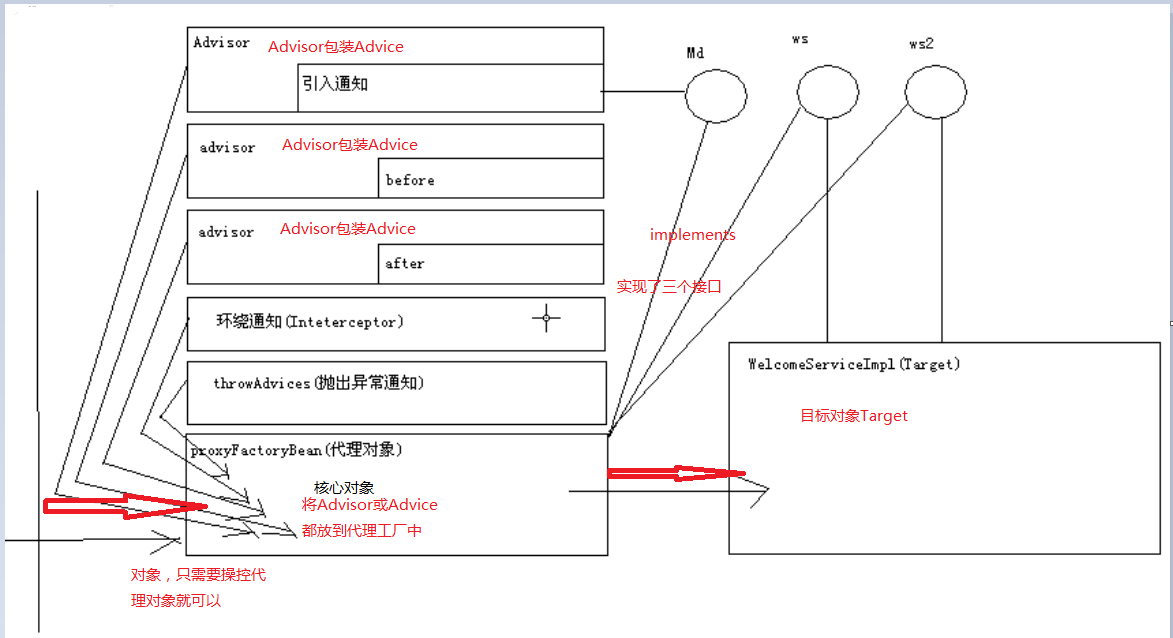 Advisor
Advisor包装Advice
引入通知
Md
ws
ws2
advisor
Advisor包装Advice
before
advisor
Advisor包装Advice
after
implements
实现了三个接口
环绕通知(Inteterceptor)
throwAdvices(抛出异常通知)
WelcomeServiceImpl(Target)
目标对象Target
proxyFactoryBean(代理对象)
核心对象
将Advisor或Advice
都放到代理工厂中
对象，只需要操控代
理对象就可以